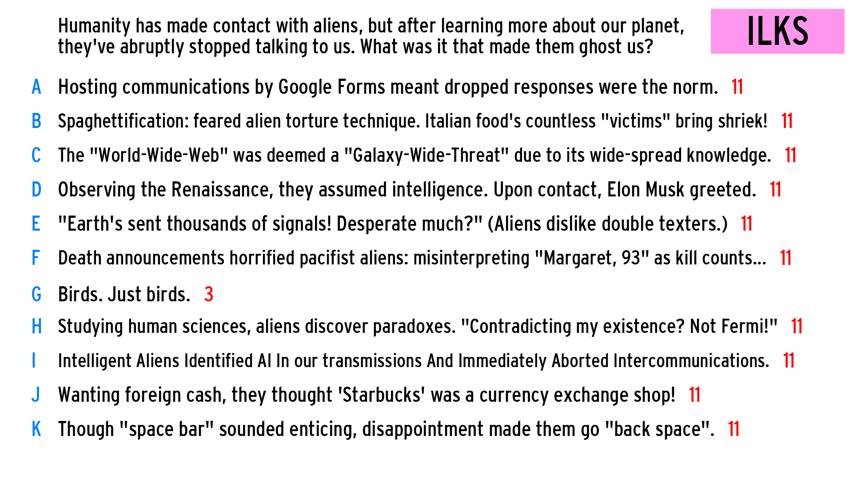 Humanity has made contact with aliens, but after learning more about our planet,
they've abruptly stopped talking to us. What was it that made them ghost us?
ILKS
A Hosting communications by Google Forms meant dropped responses were the norm. 11
B Spaghettification: feared alien torture technique. Italian food's countless "victims" bring shriek! 11
C The "World-Wide-Web" was deemed a "Galaxy-Wide-Threat" due to its wide-spread knowledge. 11
D Observing the Renaissance, they assumed intelligence. Upon contact, Elon Musk greeted. 11
E "Earth's sent thousands of signals! Desperate much?" (Aliens dislike double texters.) 11
F Death announcements horrified pacifist aliens: misinterpreting "Margaret, 93" as kill counts... 11
G Birds. Just birds. 3
H Studying human sciences, aliens discover paradoxes. "Contradicting my existence? Not Fermi!" 11
I Intelligent Aliens Identified AI In our transmissions And Immediately Aborted Intercommunications. 11
J Wanting foreign cash, they thought 'Starbucks' was a currency exchange shop! 11
K Though "space bar" sounded enticing, disappointment made them go "back space". 11